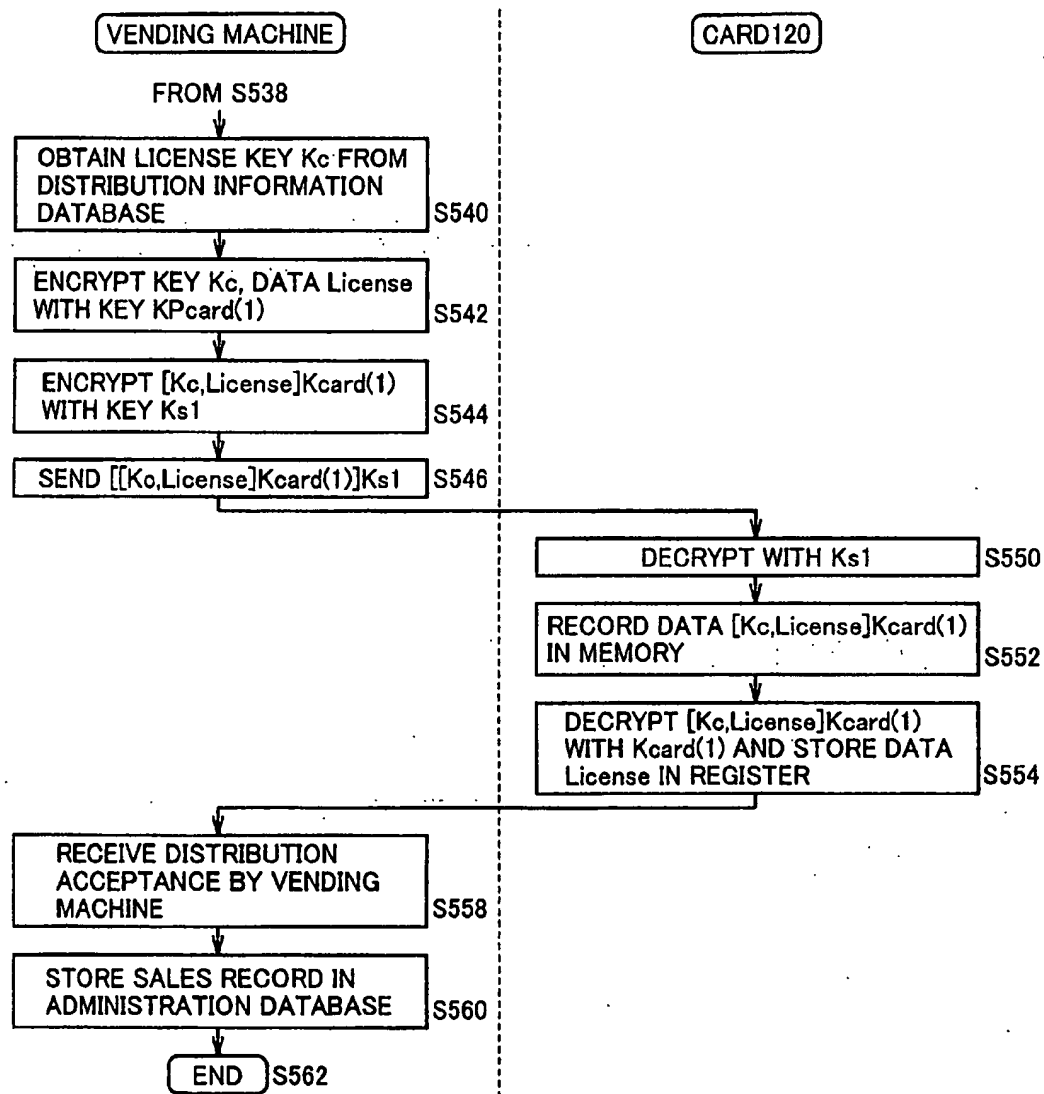 VENDING MACHINE
CARD120
FROM S538
OBTAIN LICENSE KEY Kc FROM
DISTRIBUTION INFORMATION
DATABASE
S540
ENCRYPT KEY Kc, DATA License
WITH KEY KPcard(1)
S542
ENCRYPT [Kc,License]Kcard(1)
WITH KEY Ks1
S544
SEND [[Kc,License]Kcard(1)]Ks1
S546
DECRYPT WITH Ks1
S550
RECORD DATA [Kc,License]Kcard(1)
IN MEMORY
S552
DECRYPT [Kc,License]Kcard(1)
WITH Kcard(1) AND STORE DATA
License IN REGISTER
S554
RECEIVE DISTRIBUTION
ACCEPTANCE BY VENDING
MACHINE
S558
STORE SALES RECORD IN
ADMINISTRATION DATABASE
S560
END
S562